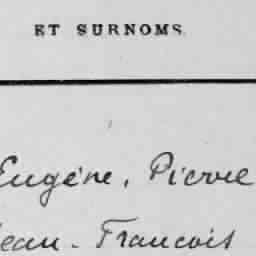 ET SURNOMS.
Eugène, Pierre
Jean-François